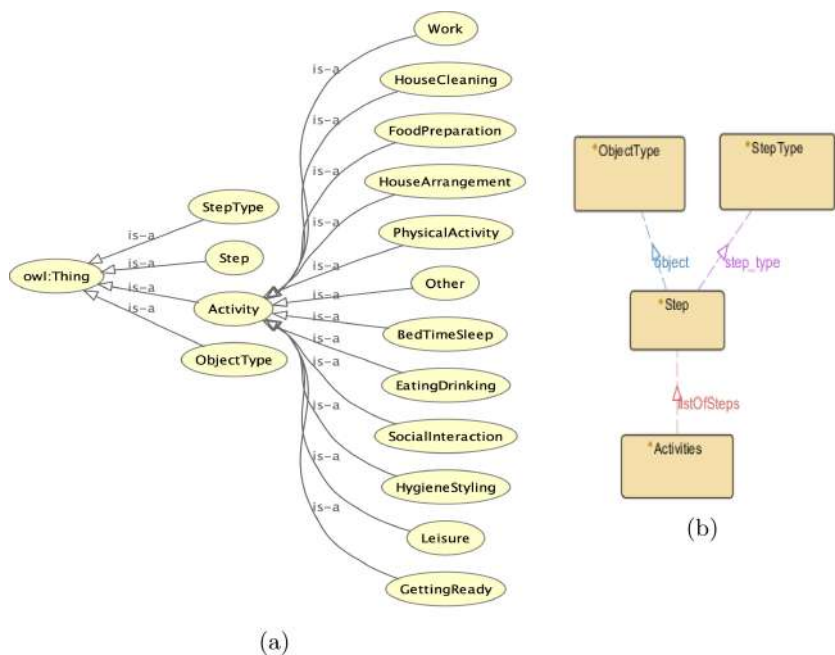 Work
is-a
HouseCleaning
is-a
FoodPreparation
is-a
HouseArrangement
is-a
StepType
is-a
PhysicalActivity
is-a
is-a
Step
is-a
Other
owl:Thing
is-a
is-a
Activity
is-a
BedTimeSleep
is-a
ObjectType
is-a
EatingDrinking
is-a
SocialInteraction
is-a
HygieneStyling
is-a
Leisure
is-a
GettingReady
(a)
*ObjectType
*StepType
object
step_type
*Step
listOfSteps
*Activities
(b)